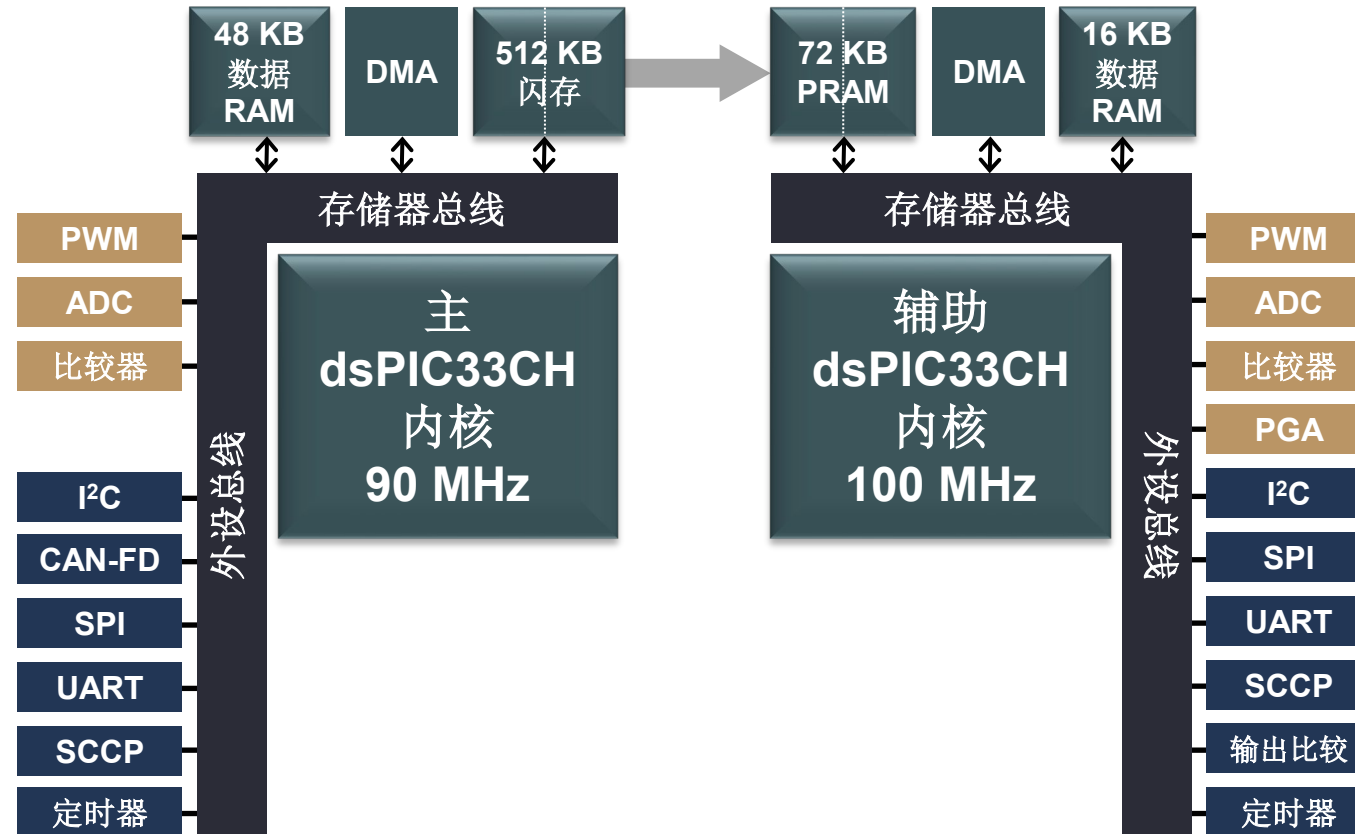 48 KB
数据
RAM
DMA
512 KB
闪存
72 KB
PRAM
DMA
16 KB
数据
RAM
存储器总线
存储器总线
PWM
ADC
比较器
I²C
CAN-FD
SPI
UART
SCCP
定时器
外设总线
主
dsPIC33CH
内核
90 MHz
辅助
dsPIC33CH
内核
100 MHz
外设总线
PWM
ADC
比较器
PGA
I²C
SPI
UART
SCCP
输出比较
定时器